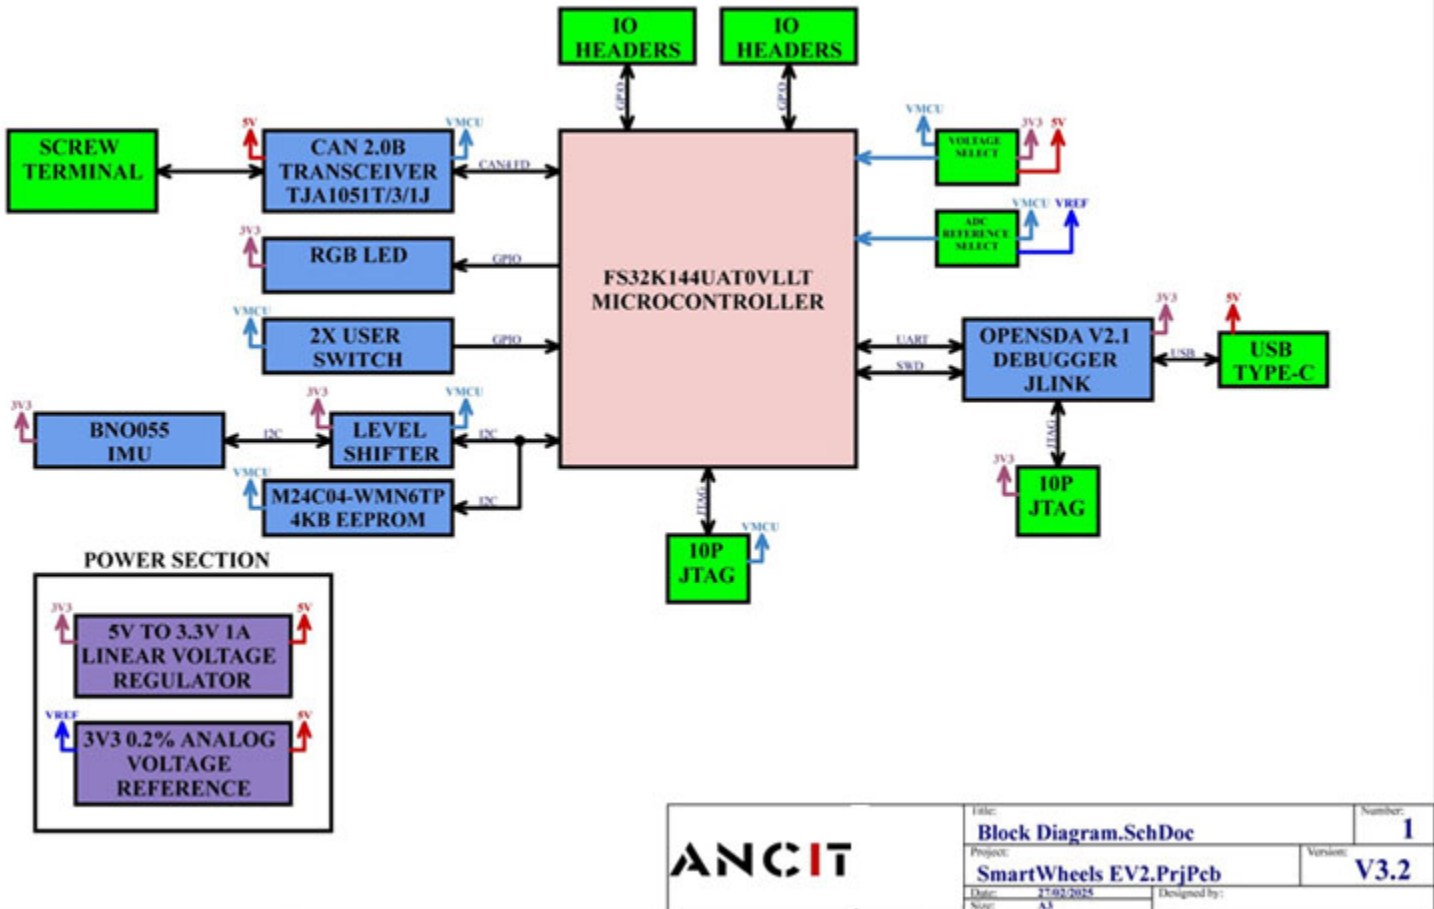 IO
HEADERS
IO
HEADERS
GPIO
GPIO
SCREW
TERMINAL
5V
CAN 2.0B
TRANSCEIVER
TJA1051T/3/1J
VMCU
CAN4 FD
VMCU
VOLTAGE
SELECT
3V3
5V
ADC
REFERENCE
SELECT
VMCU
VREF
3V3
RGB LED
GPIO
FS32K144UAT0VLLT
MICROCONTROLLER
VMCU
2X USER
SWITCH
GPIO
UART
SWD
OPENSDA V2.1
DEBUGGER
JLINK
3V3
USB
5V
USB
TYPE-C
3V3
BNO055
IMU
I2C
3V3
LEVEL
SHIFTER
VMCU
I2C
VMCU
M24C04-WMN6TP
4KB EEPROM
I2C
JTAG
10P
JTAG
VMCU
JTAG
3V3
10P
JTAG
POWER SECTION
3V3
5V TO 3.3V 1A
LINEAR VOLTAGE
REGULATOR
5V
VREF
3V3 0.2% ANALOG
VOLTAGE
REFERENCE
5V
ANCIT
Title:
Block Diagram.SchDoc
Number:
1
Project:
SmartWheels EV2.PrjPcb
Version:
V3.2
Date: 27/02/2025
Designed by:
Size: A3